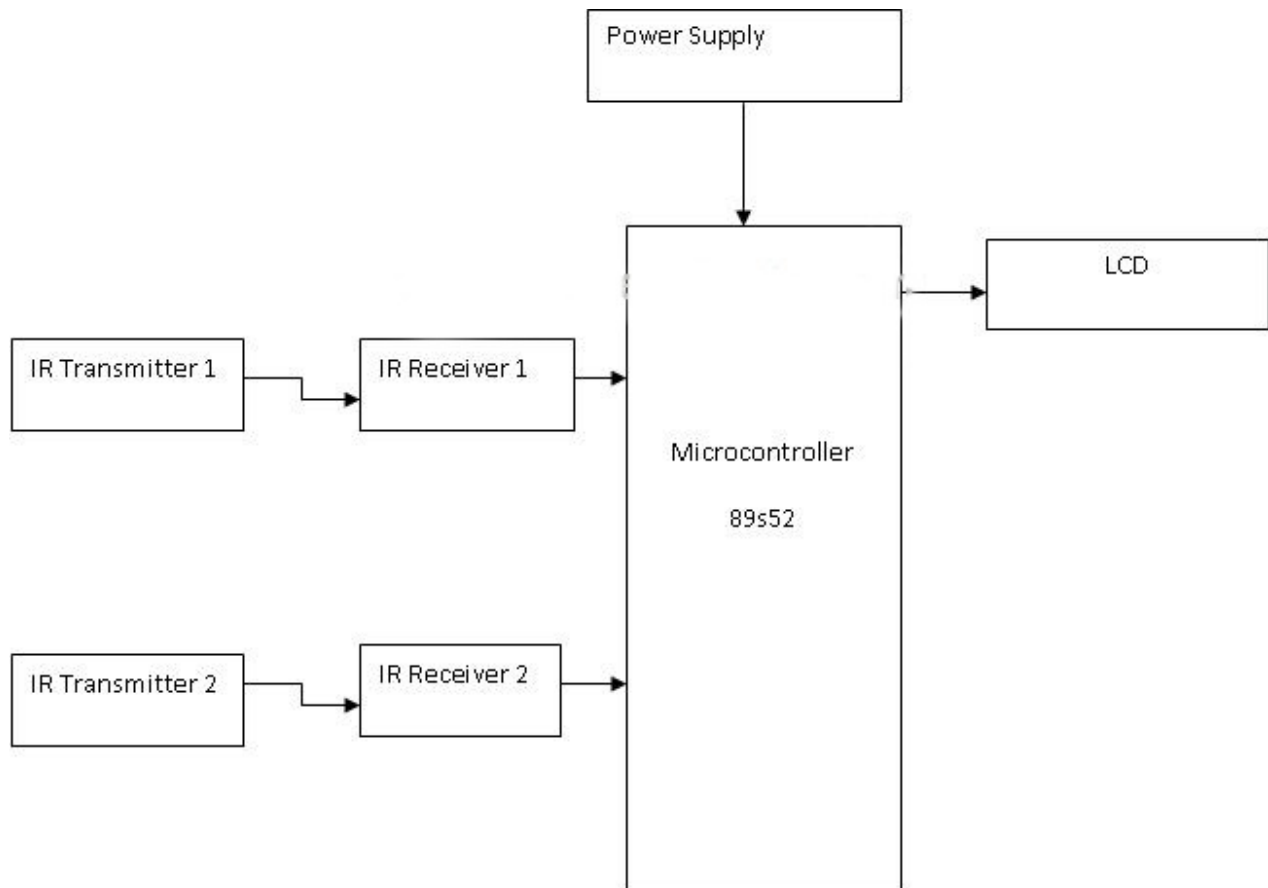 Power Supply
LCD
IR Transmitter 1
IR Receiver 1
Microcontroller
89s52
IR Transmitter 2
IR Receiver 2